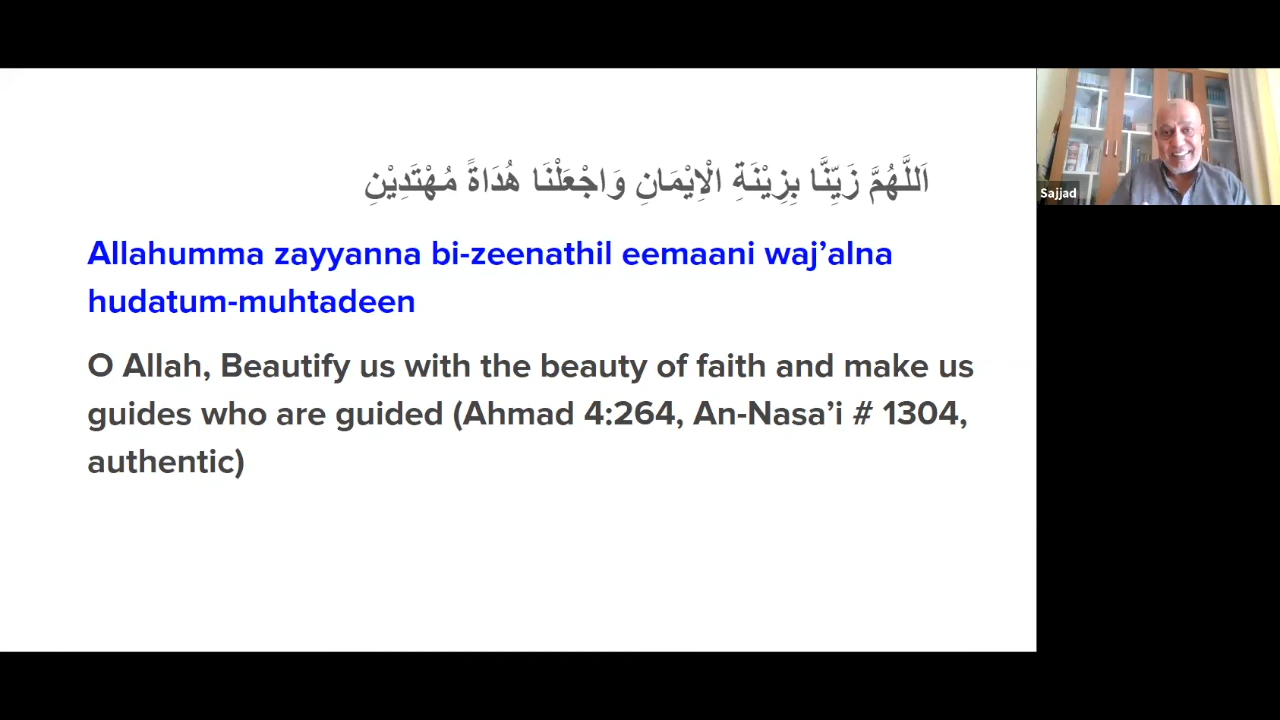 اَللَّهُمَّ زَيِّنَّا بِزِيْنَةِ الْاِيْمَانِ وَاجْعَلْنَا هُدَاةً مُهْتَدِيْنِ
Allahumma zayyanna bi-zeenathil eemaani waj’alna
hudatum-muhtadeen
O Allah, Beautify us with the beauty of faith and make us
guides who are guided (Ahmad 4:264, An-Nasa’i # 1304,
authentic)
Sajjad